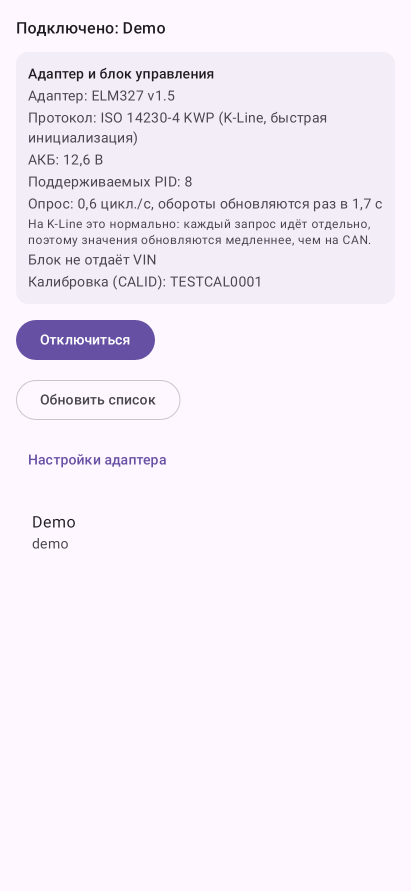 Подключено: Demo
Адаптер и блок управления
Адаптер: ELM327 v1.5
Протокол: ISO 14230-4 KWP (K-Line, быстрая
инициализация)
АКБ: 12,6 В
Поддерживаемых PID: 8
Опрос: 0,6 цикл./с, обороты обновляются раз в 1,7 с
На K-Line это нормально: каждый запрос идёт отдельно,
поэтому значения обновляются медленнее, чем на CAN.
Блок не отдаёт VIN
Калибровка (CALID): TESTCAL0001
Отключиться
Обновить список
Настройки адаптера
Demo
demo